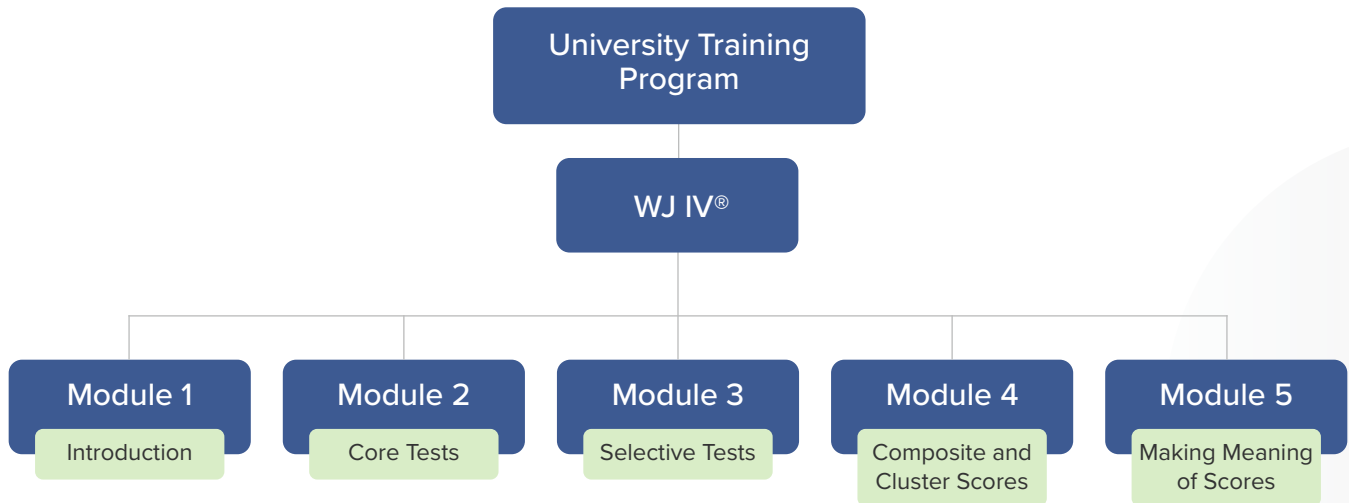 University Training
Program
WJ IV®
Module 1
Introduction
Module 2
Core Tests
Module 3
Selective Tests
Module 4
Composite and
Cluster Scores
Module 5
Making Meaning
of Scores